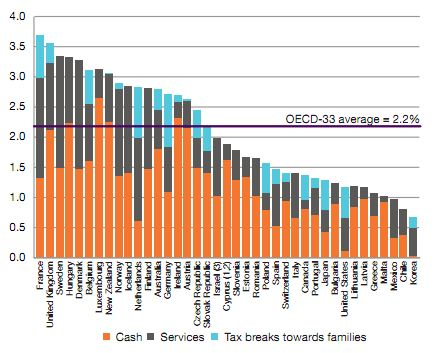 4.0
3.5
3.0
2.5
2.0
1.5
1.0
0.5
0.0
OECD-33 average = 2.2%
France
United Kingdom
Sweden
Hungary
Denmark
Belgium
Luxembourg
New Zealand
Norway
Iceland
Netherlands
Finland
Australia
Germany
Ireland
Austria
Czech Republic
Slovak Republic
Israel (3)
Cyprus (1,2)
Slovenia
Estonia
Romania
Poland
Spain
Switzerland
Italy
Canada
Portugal
Japan
Bulgaria
United States
Lithuania
Latvia
Greece
Malta
Mexico
Chile
Korea
Cash
Services
Tax breaks towards families